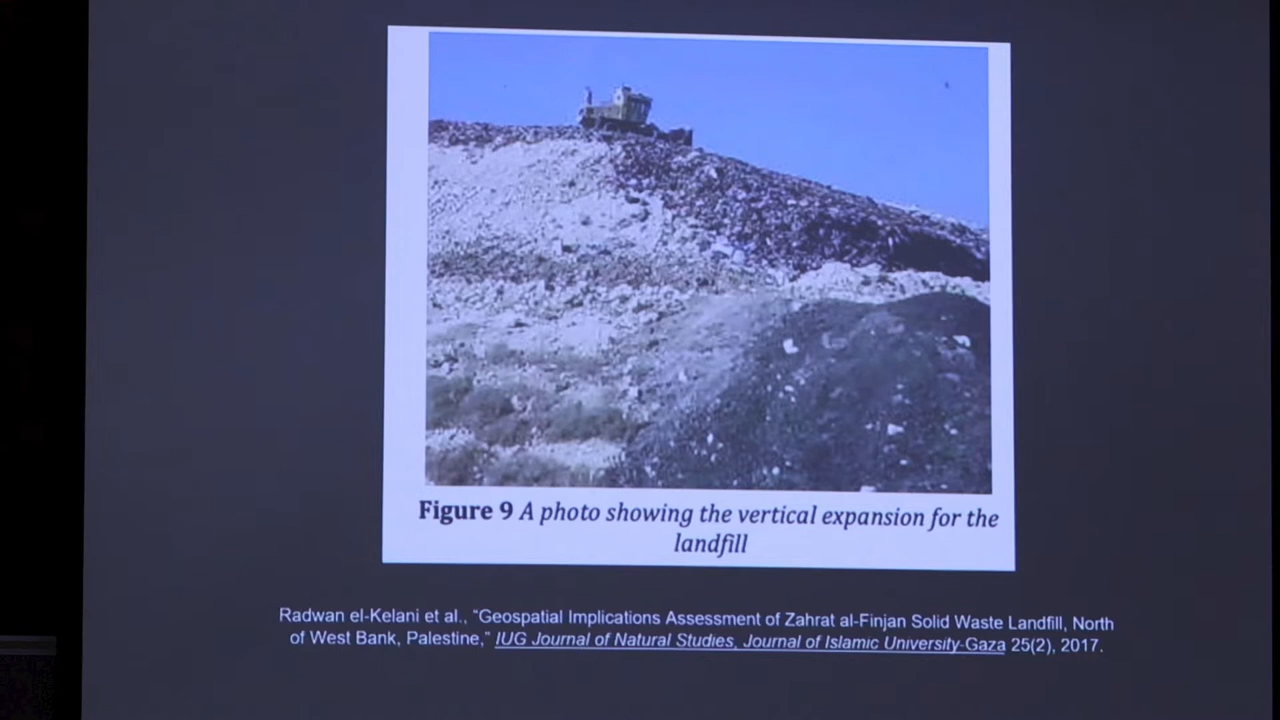 Figure 9 A photo showing the vertical expansion for the
landfill
Radwan el-Kelani et al., “Geospatial Implications Assessment of Zahrat al-Finjan Solid Waste Landfill, North
of West Bank, Palestine,” IUG Journal of Natural Studies, Journal of Islamic University-Gaza 25(2), 2017.